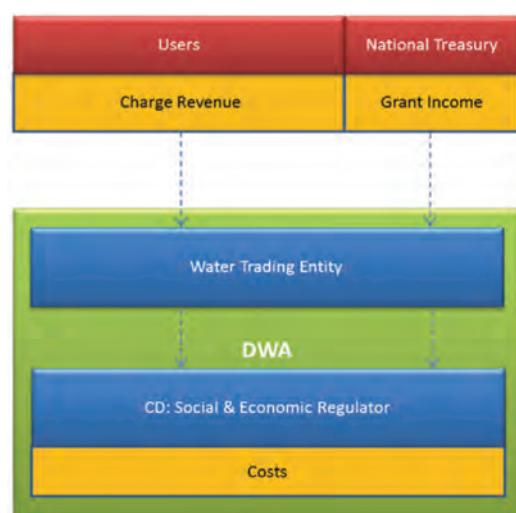 Users
National Treasury
Charge Revenue
Grant Income
Water Trading Entity
DWA
CD: Social & Economic Regulator
Costs